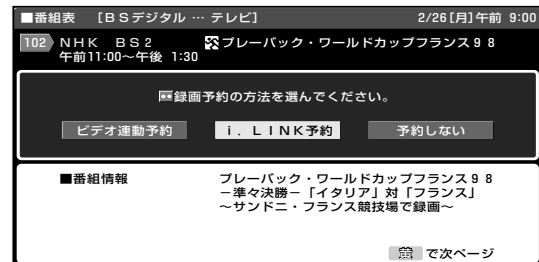 ■番組表　[ＢＳデジタル … テレビ]　2/26[月]午前 9:00
102 ＮＨＫ　ＢＳ２　プレーバック・ワールドカップフランス９８
午前11:00～午後 1:30
録画予約の方法を選んでください。
ビデオ連動予約　ｉ．ＬＩＮＫ予約　予約しない
■番組情報　プレーバック・ワールドカップフランス９８
－準々決勝－「イタリア」対「フランス」
～サンドニ・フランス競技場で録画～
黄 で次ページ